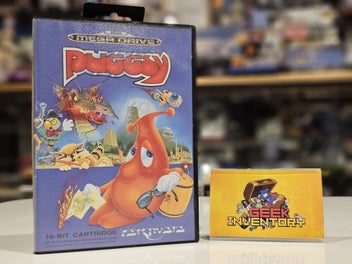 MEGA DRIVE
PUGGSY
16-BIT CARTRIDGE
PSYGNOSIS
GEEK
INVENTORY